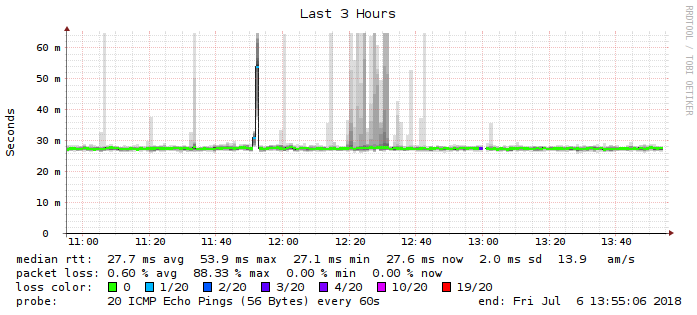 Last 3 Hours
RRDTOOL / TOBI OETIKER
Seconds
60 m
50 m
40 m
30 m
20 m
10 m
0
11:00 11:20 11:40 12:00 12:20 12:40 13:00 13:20 13:40
median rtt: 27.7 ms avg 53.9 ms max 27.1 ms min 27.6 ms now 2.0 ms sd 13.9 am/s
packet loss: 0.60 % avg 88.33 % max 0.00 % min 0.00 % now
loss color: 0 1/20 2/20 3/20 4/20 10/20 19/20
probe: 20 ICMP Echo Pings (56 Bytes) every 60s end: Fri Jul 6 13:55:06 2018